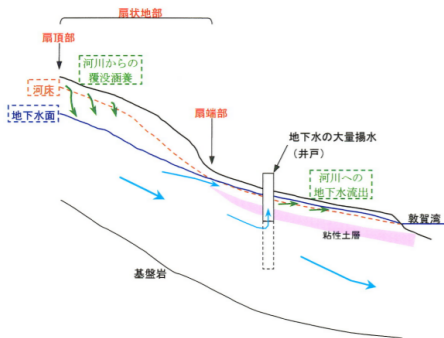 扇状地部
扇頂部
河川からの
覆没涵養
河床
地下水面
扇端部
地下水の大量揚水
（井戸）
河川への
地下水流出
敦賀湾
粘性土層
基盤岩